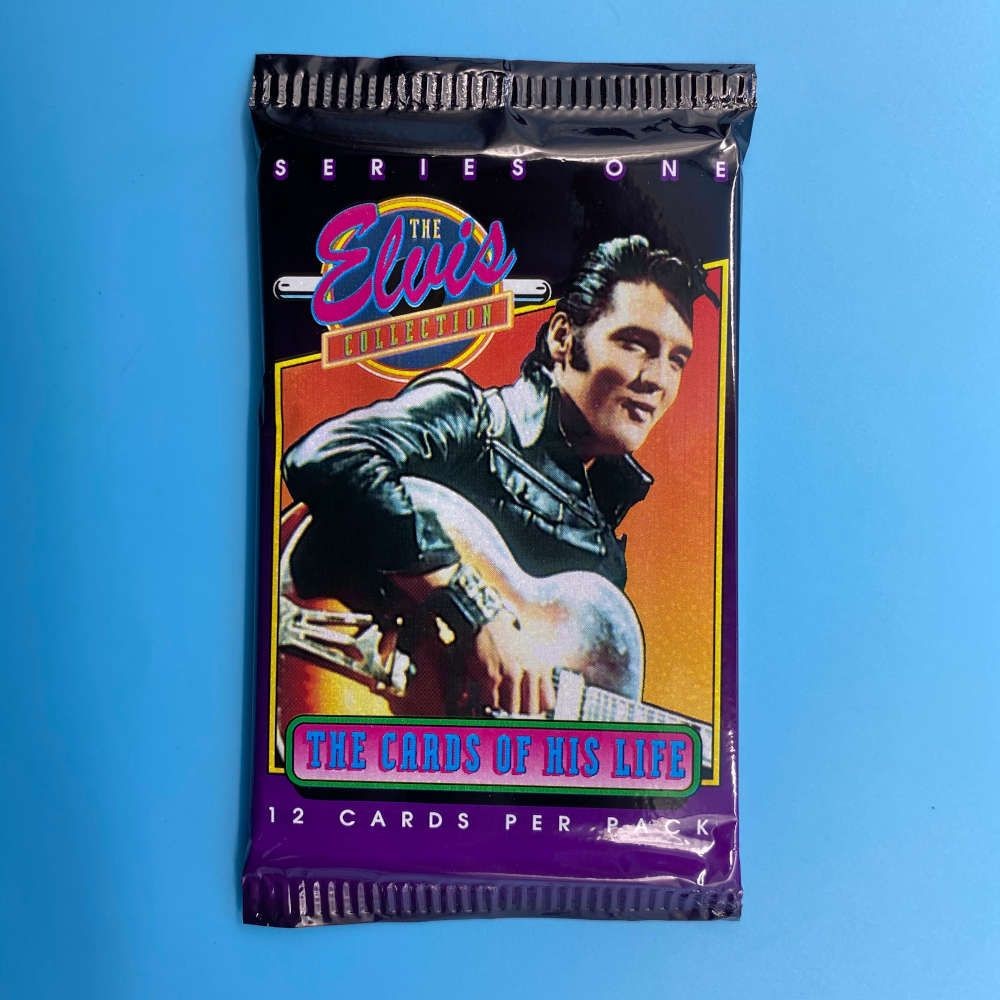 SERIES ONE
THE
Elvis
COLLECTION
THE CARDS OF HIS LIFE
12 CARDS PER PACK